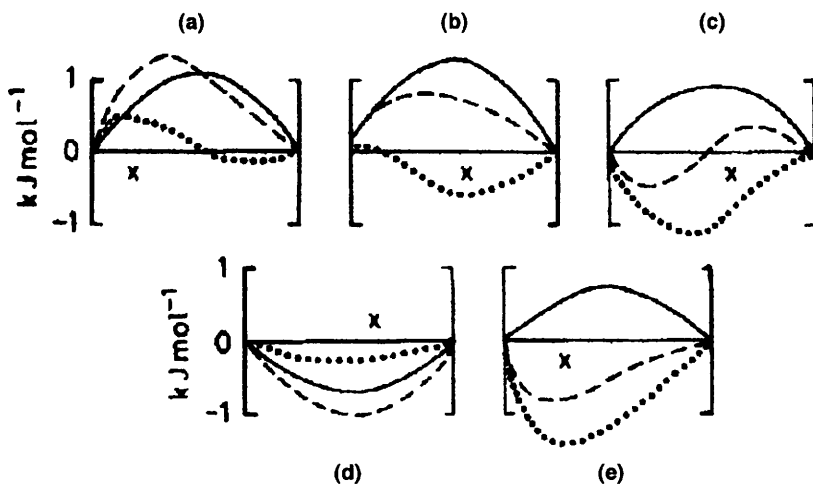 (a) (b) (c)
kJ mol⁻¹
1
0
-1
x x x
1
0
-1
kJ mol⁻¹
x x
(d) (e)